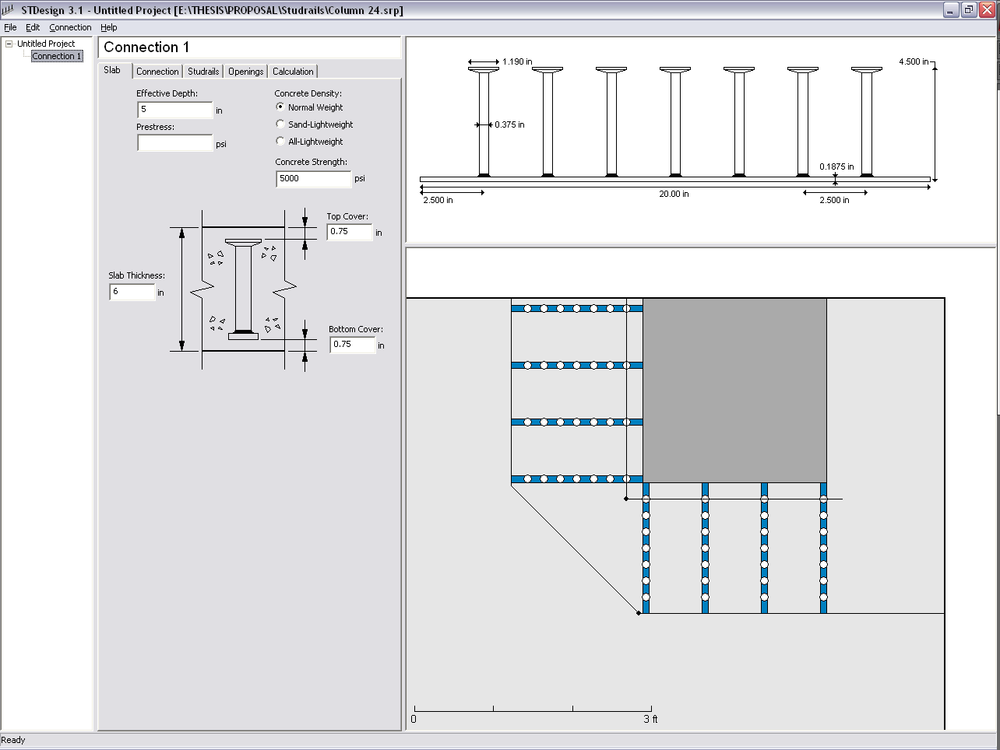 STDesign 3.1 - Untitled Project [E:\THESIS\PROPOSAL\Studrails\Column 24.srp]
File Edit Connection Help
Untitled Project
Connection 1
Connection 1
Slab Connection Studrails Openings Calculation
Effective Depth:
5 in
Prestress:
psi
Concrete Density:
Normal Weight
Sand-Lightweight
All-Lightweight
Concrete Strength:
5000 psi
Top Cover:
0.75 in
Slab Thickness:
6 in
Bottom Cover:
0.75 in
1.190 in
4.500 in
0.375 in
0.1875 in
20.00 in
2.500 in
2.500 in
0
3 ft
Ready